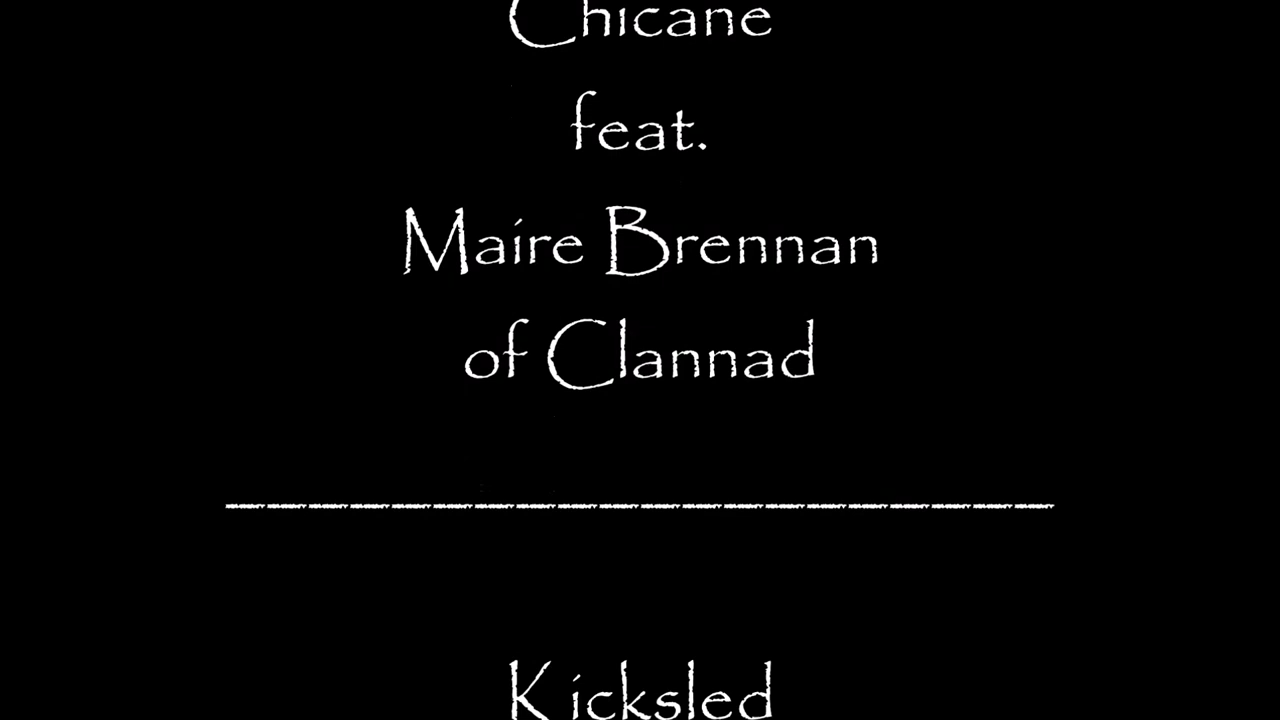 Chicane
feat.
Maire Brennan
of Clannad
--------------------
Kicksled